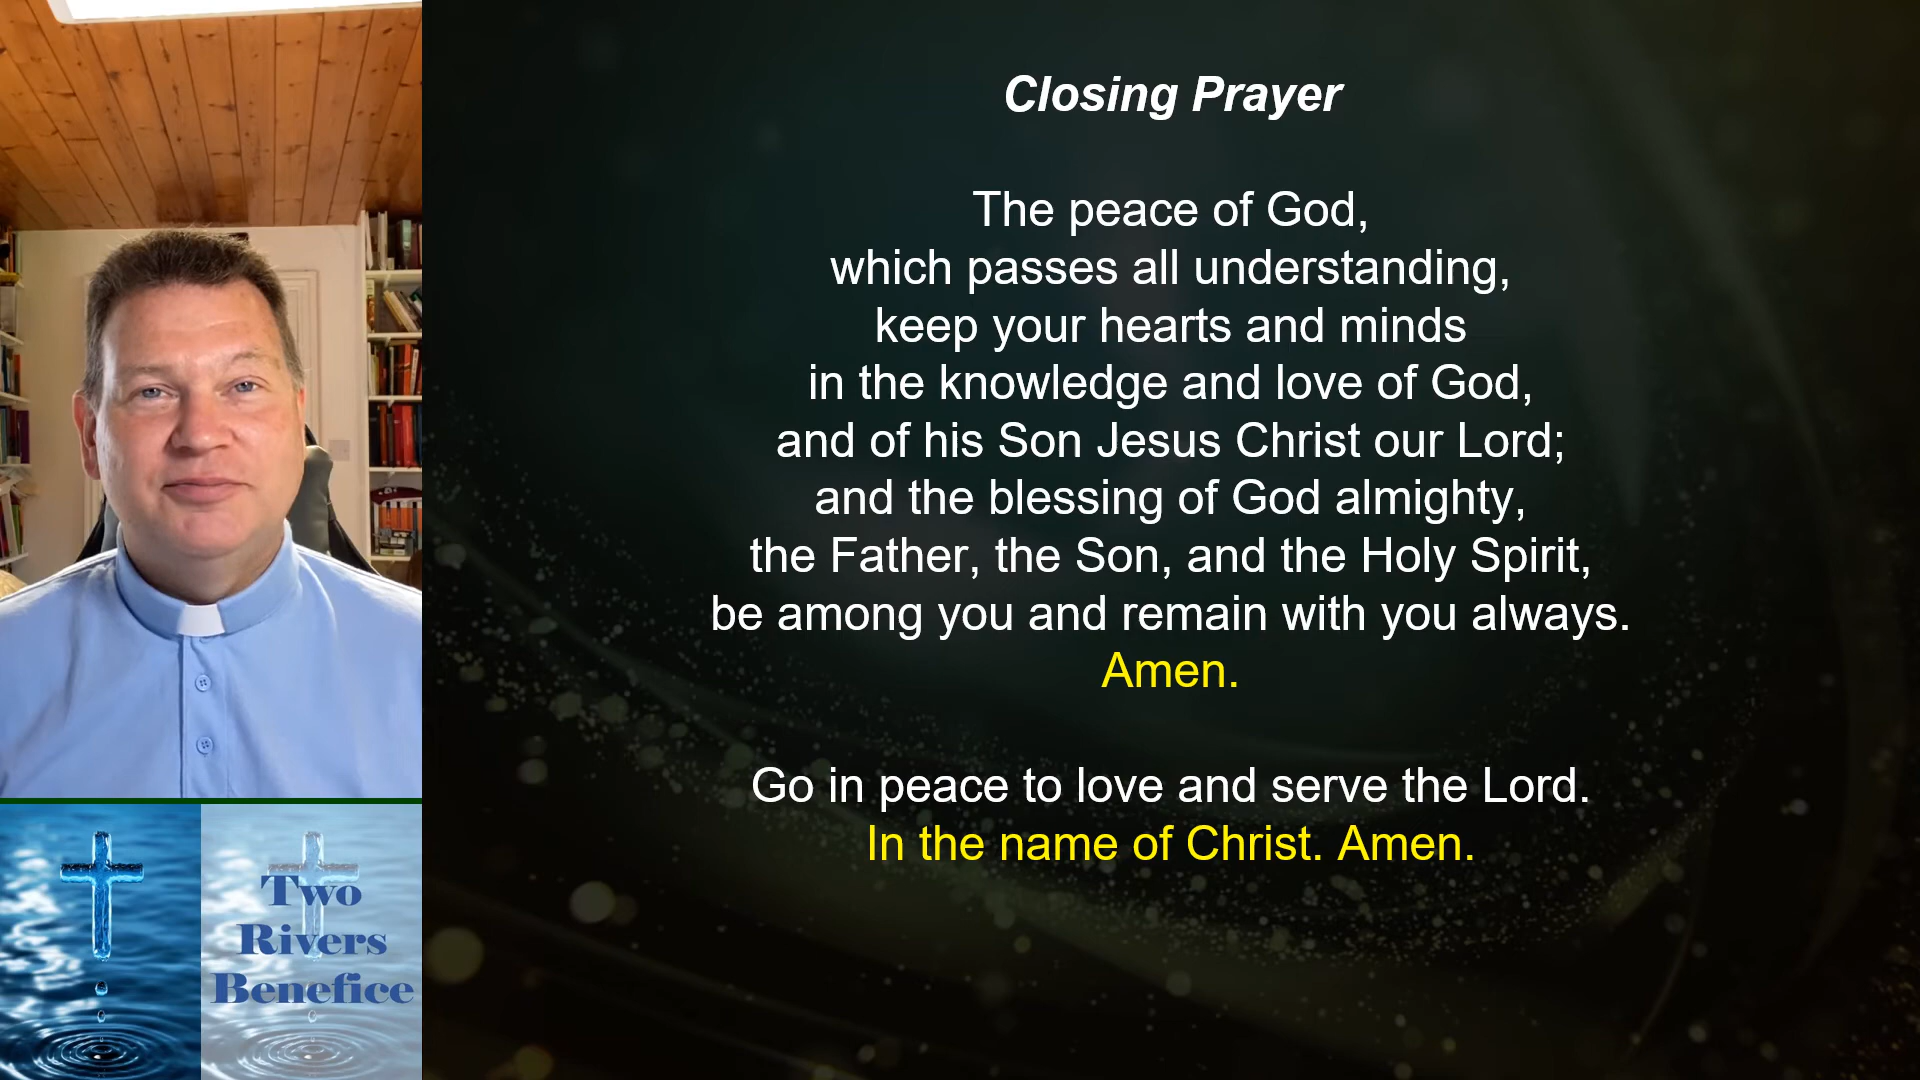 Closing Prayer
The peace of God,
which passes all understanding,
keep your hearts and minds
in the knowledge and love of God,
and of his Son Jesus Christ our Lord;
and the blessing of God almighty,
the Father, the Son, and the Holy Spirit,
be among you and remain with you always.
Amen.
Go in peace to love and serve the Lord.
In the name of Christ. Amen.
Two
Rivers
Benefice